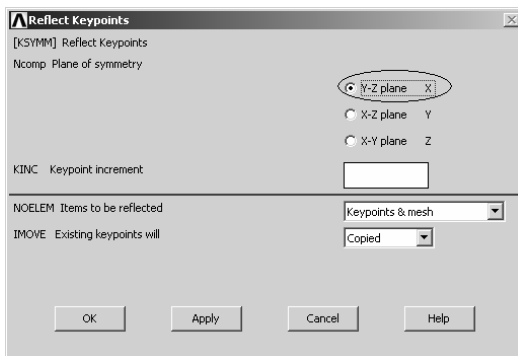 Reflect Keypoints
[KSYMM] Reflect Keypoints
Ncomp Plane of symmetry
Y-Z plane X
X-Z plane Y
X-Y plane Z
KINC Keypoint increment
NOELEM Items to be reflected Keypoints & mesh
IMOVE Existing keypoints will Copied
OK Apply Cancel Help